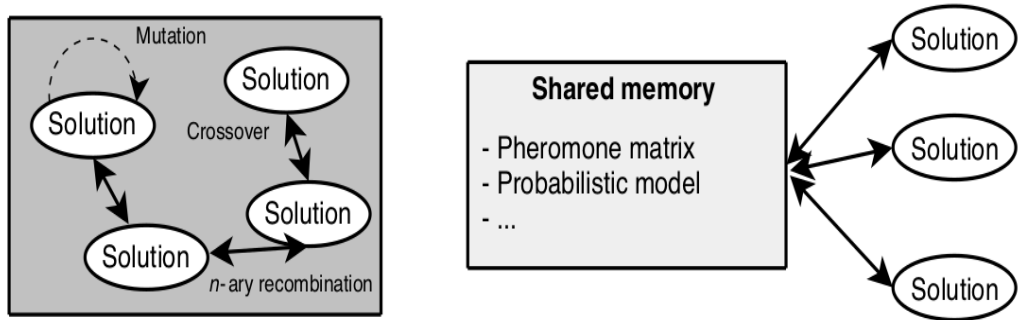 Mutation
Solution
Solution
Crossover
Solution
Solution
n-ary recombination
Shared memory
- Pheromone matrix
- Probabilistic model
- ...
Solution
Solution
Solution